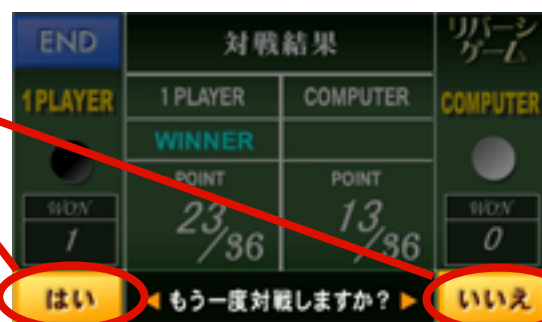 END
対戦結果
リバーシ
ゲーム
1PLAYER
1 PLAYER
COMPUTER
COMPUTER
WINNER
POINT
POINT
23/36
13/36
WON
1
WON
0
はい
◀ もう一度対戦しますか? ▶
いいえ